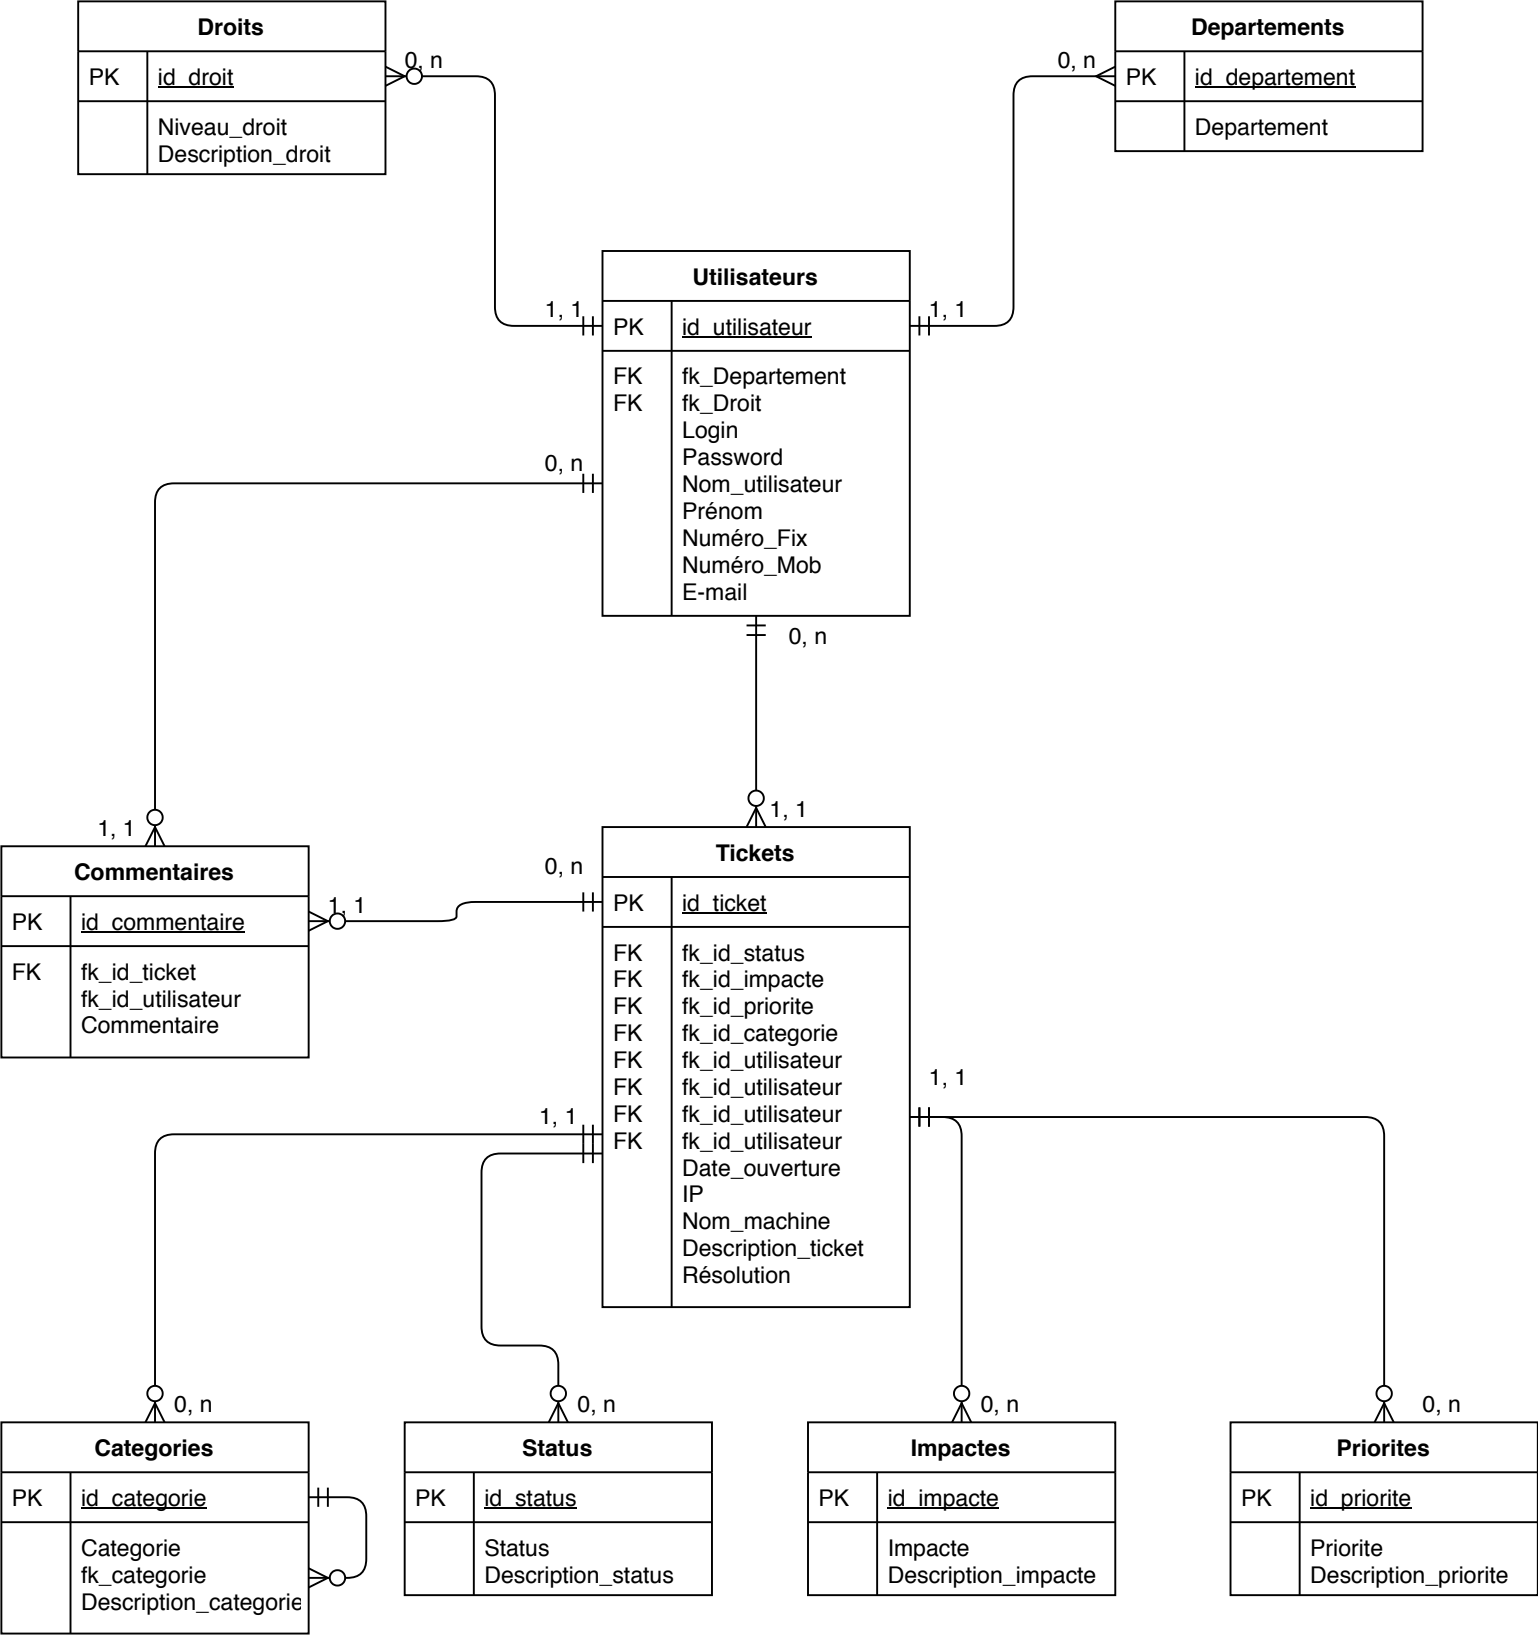 Droits
PK id_droit
Niveau_droit
Description_droit
0, n
Departements
PK id_departement
Departement
0, n
Utilisateurs
PK id_utilisateur
FK fk_Departement
FK fk_Droit
Login
Password
Nom_utilisateur
Prénom
Numéro_Fix
Numéro_Mob
E-mail
1, 1
1, 1
0, n
0, n
1, 1
1, 1
Commentaires
PK id_commentaire
FK fk_id_ticket
fk_id_utilisateur
Commentaire
1, 1
0, n
Tickets
PK id_ticket
FK fk_id_status
FK fk_id_impacte
FK fk_id_priorite
FK fk_id_categorie
FK fk_id_utilisateur
FK fk_id_utilisateur
FK fk_id_utilisateur
FK fk_id_utilisateur
Date_ouverture
IP
Nom_machine
Description_ticket
Résolution
1, 1
1, 1
0, n
0, n
0, n
0, n
Categories
PK id_categorie
Categorie
fk_categorie
Description_categorie
Status
PK id_status
Status
Description_status
Impactes
PK id_impacte
Impacte
Description_impacte
Priorites
PK id_priorite
Priorite
Description_priorite